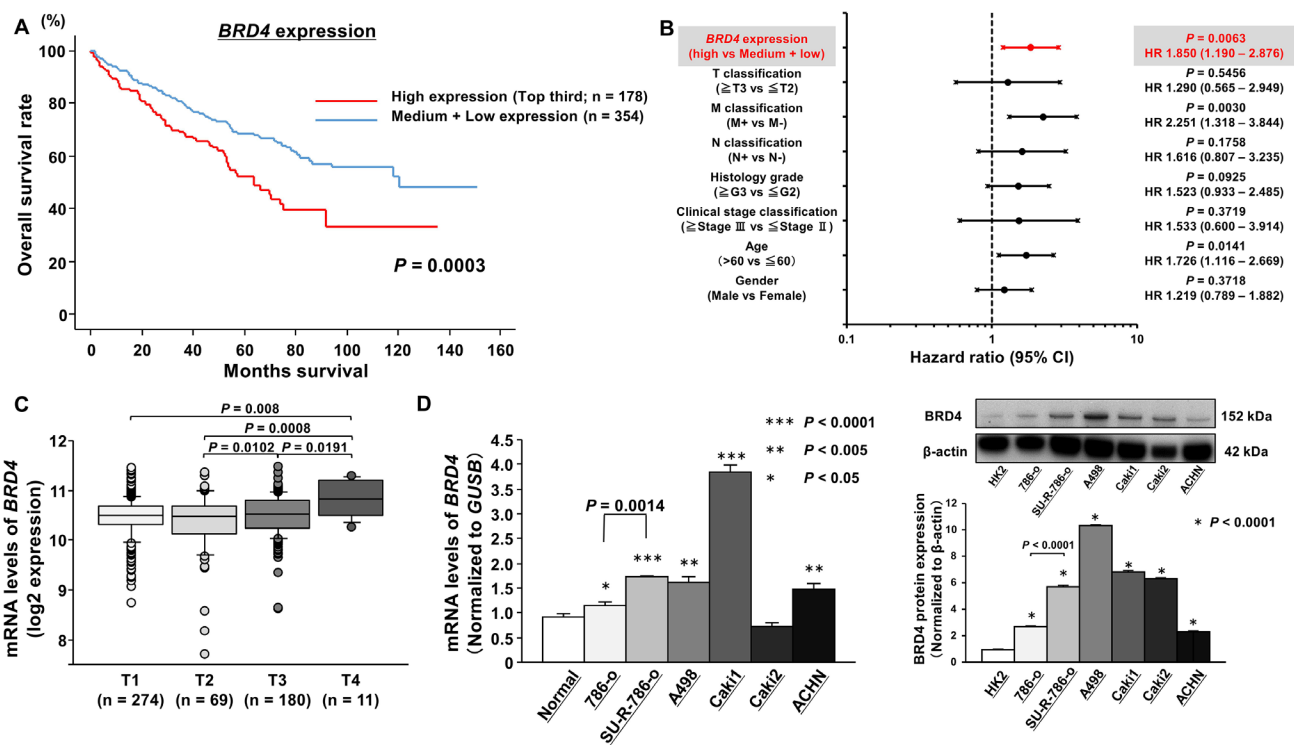 A
(%)
BRD4 expression
100
80
60
40
20
0
Overall survival rate
High expression (Top third; n = 178)
Medium + Low expression (n = 354)
P = 0.0003
0 20 40 60 80 100 120 140 160
Months survival
B
BRD4 expression
(high vs Medium + low)
P = 0.0063
HR 1.850 (1.190 – 2.876)
T classification
(≧T3 vs ≦T2)
P = 0.5456
HR 1.290 (0.565 – 2.949)
M classification
(M+ vs M-)
P = 0.0030
HR 2.251 (1.318 – 3.844)
N classification
(N+ vs N-)
P = 0.1758
HR 1.616 (0.807 – 3.235)
Histology grade
(≧G3 vs ≦G2)
P = 0.0925
HR 1.523 (0.933 – 2.485)
Clinical stage classification
(≧Stage Ⅲ vs ≦Stage Ⅱ)
P = 0.3719
HR 1.533 (0.600 – 3.914)
Age
(>60 vs ≦60)
P = 0.0141
HR 1.726 (1.116 – 2.669)
Gender
(Male vs Female)
P = 0.3718
HR 1.219 (0.789 – 1.882)
0.1 1 10
Hazard ratio (95% CI)
C
P = 0.008
P = 0.0008
P = 0.0102 P = 0.0191
mRNA levels of BRD4
(log2 expression)
12
11
10
9
8
T1 T2 T3 T4
(n = 274) (n = 69) (n = 180) (n = 11)
D
mRNA levels of BRD4
(Normalized to GUSB)
4.5
4.0
3.5
3.0
2.5
2.0
1.5
1.0
0.5
0
P = 0.0014
* *** ** *** **
*** P < 0.0001
** P < 0.005
* P < 0.05
Normal 786-o SU-R-786-o A498 Caki1 Caki2 ACHN
BRD4
152 kDa
β-actin
42 kDa
HK2 786-o SU-R-786-o A498 Caki1 Caki2 ACHN
BRD4 protein expression
(Normalized to β-actin)
12
10
8
6
4
2
0
P < 0.0001
* * * * * *
* P < 0.0001
HK2 786-o SU-R-786-o A498 Caki1 Caki2 ACHN